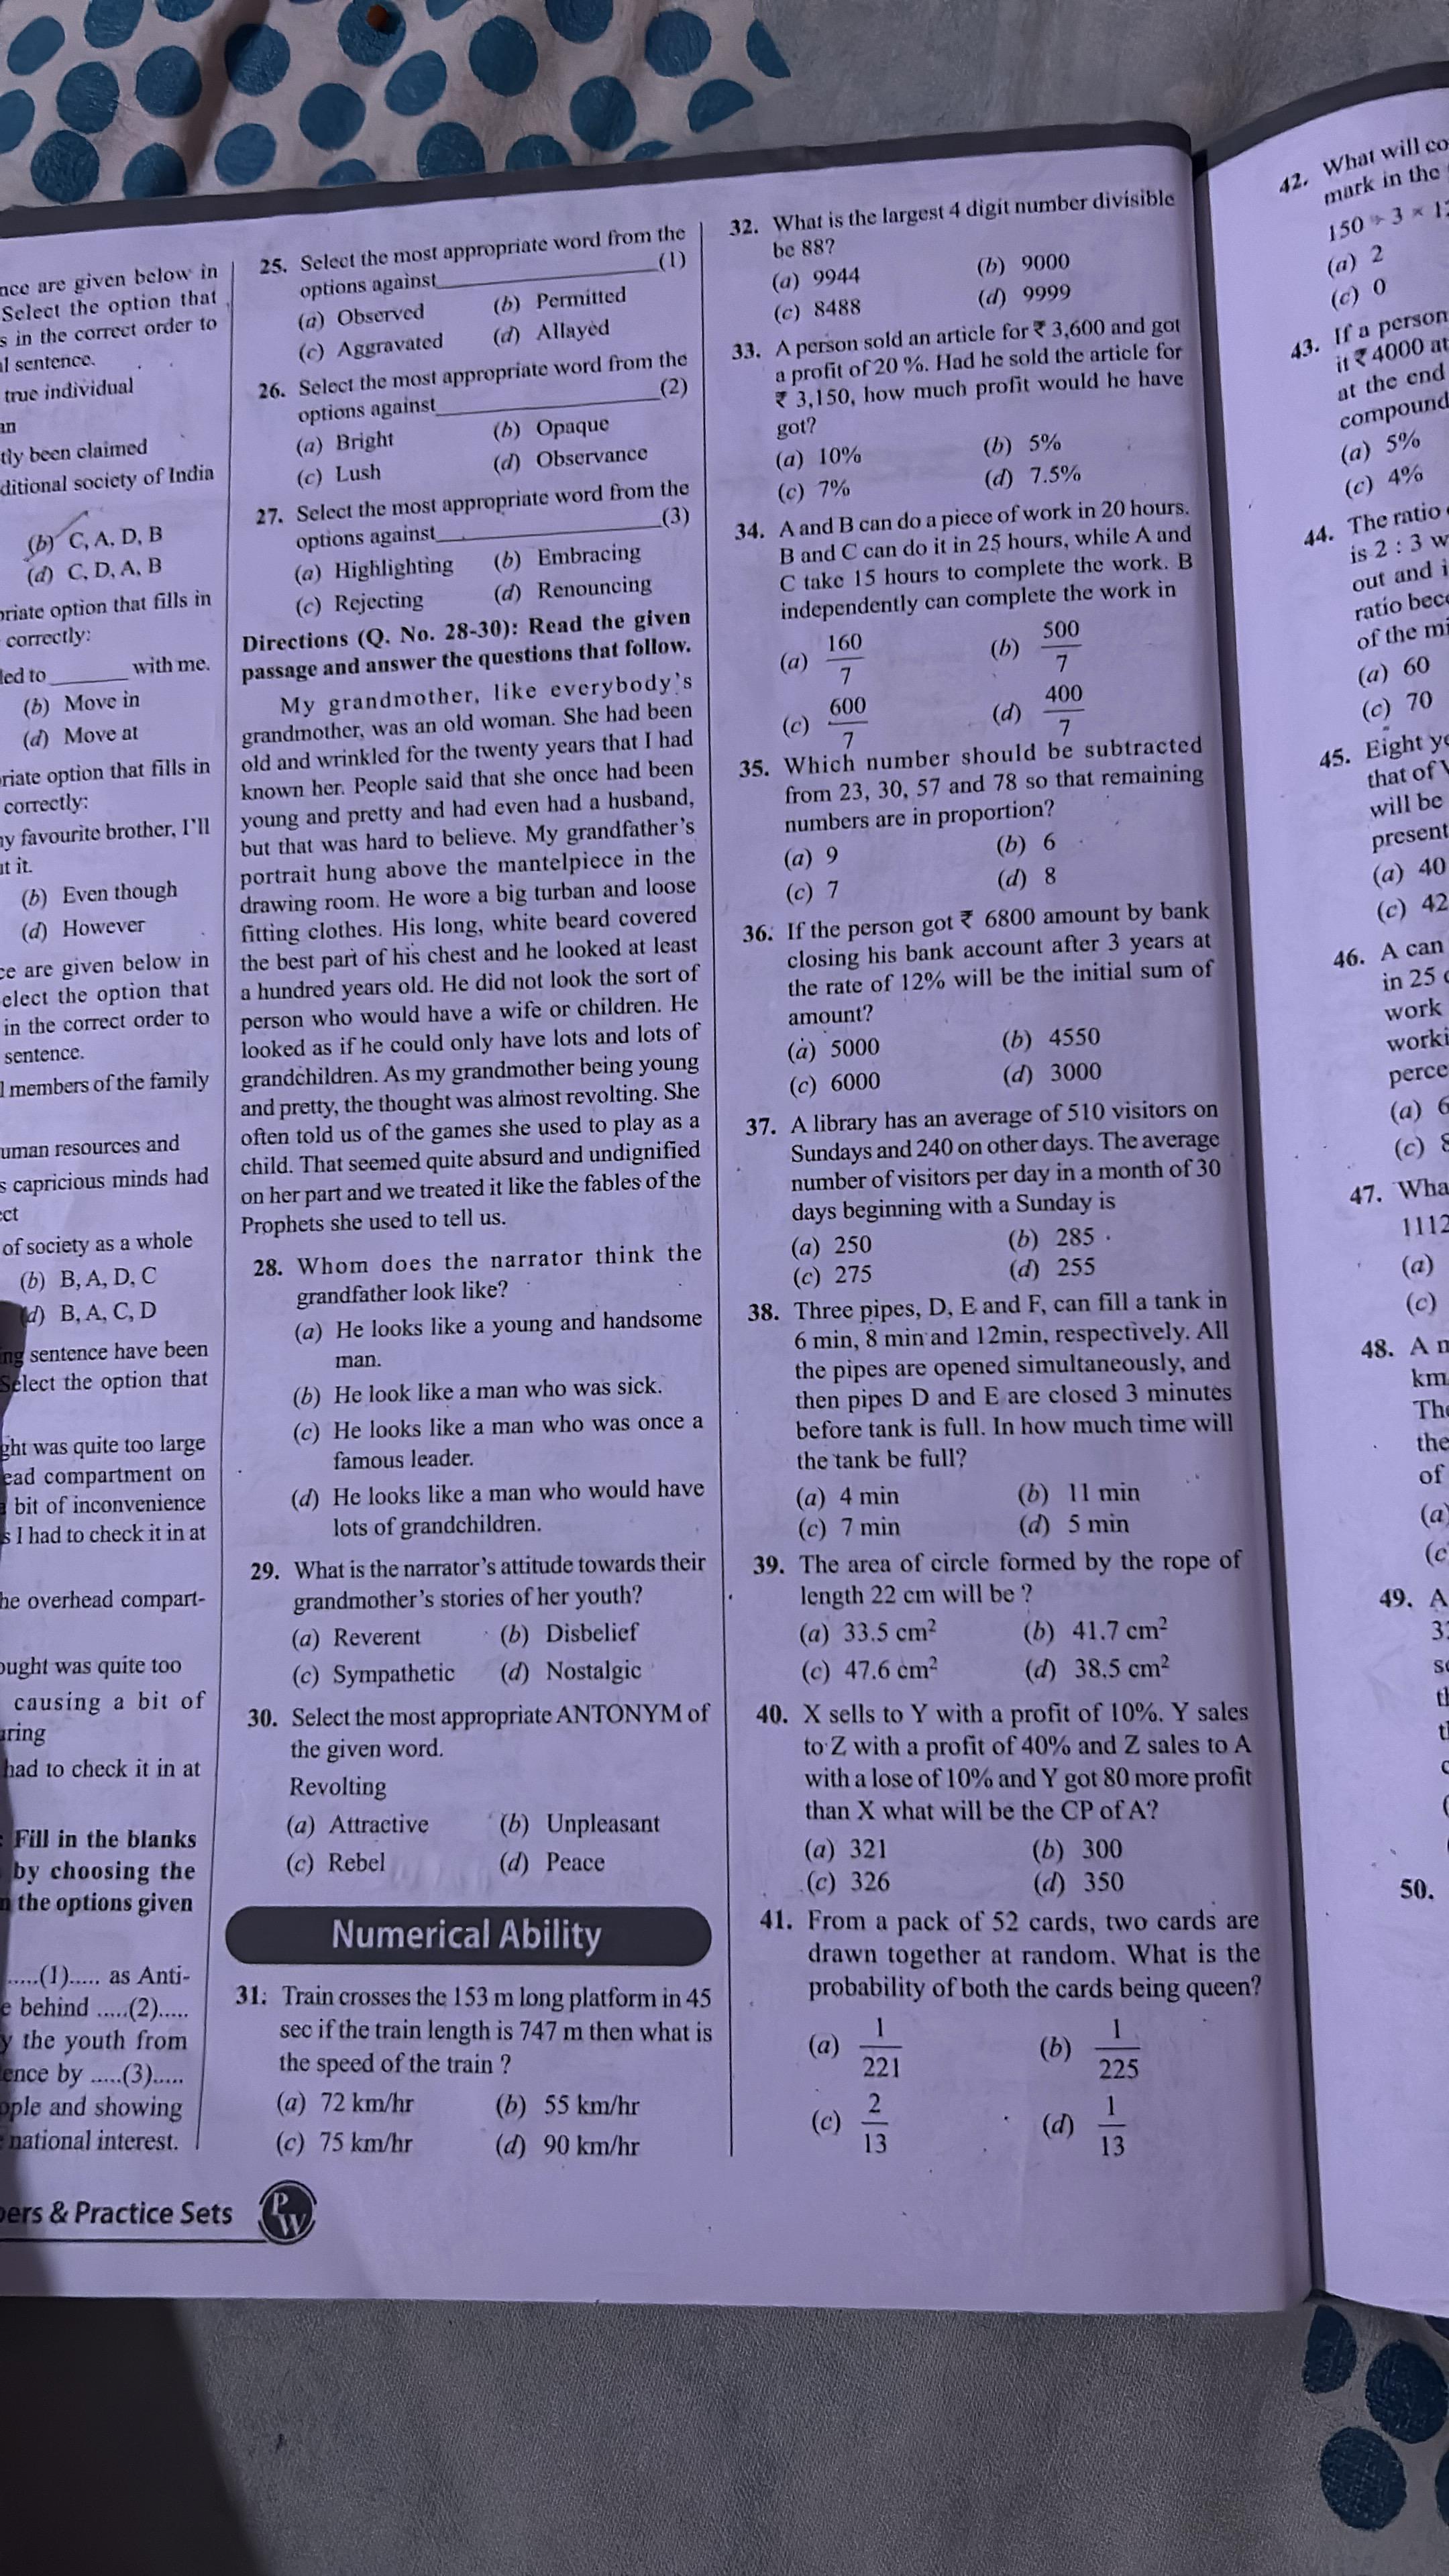 nce are given below in
Select the option that
s in the correct order to
l sentence.
true individual
an
tly been claimed
ditional society of India
(b) C, A, D, B
(d) C, D, A, B
priate option that fills in
correctly:
led to ______ with me.
(b) Move in
(d) Move at
riate option that fills in
correctly:
ny favourite brother, I'll
ut it.
(b) Even though
(d) However
ce are given below in
elect the option that
in the correct order to
sentence.
l members of the family
uman resources and
s capricious minds had
ect
of society as a whole
(b) B, A, D, C
(d) B, A, C, D
ng sentence have been
Select the option that
ght was quite too large
ead compartment on
a bit of inconvenience
s I had to check it in at
he overhead compart-
ought was quite too
causing a bit of
uring
had to check it in at
: Fill in the blanks
by choosing the
n the options given
.....(1)..... as Anti-
e behind .....(2).....
y the youth from
ence by .....(3).....
ople and showing
national interest.
pers & Practice Sets
PW
25. Select the most appropriate word from the
options against__________(1)
(a) Observed (b) Permitted
(c) Aggravated (d) Allayed
26. Select the most appropriate word from the
options against__________(2)
(a) Bright (b) Opaque
(c) Lush (d) Observance
27. Select the most appropriate word from the
options against__________(3)
(a) Highlighting (b) Embracing
(c) Rejecting (d) Renouncing
Directions (Q. No. 28-30): Read the given
passage and answer the questions that follow.
My grandmother, like everybody's
grandmother, was an old woman. She had been
old and wrinkled for the twenty years that I had
known her. People said that she once had been
young and pretty and had even had a husband,
but that was hard to believe. My grandfather's
portrait hung above the mantelpiece in the
drawing room. He wore a big turban and loose
fitting clothes. His long, white beard covered
the best part of his chest and he looked at least
a hundred years old. He did not look the sort of
person who would have a wife or children. He
looked as if he could only have lots and lots of
grandchildren. As my grandmother being young
and pretty, the thought was almost revolting. She
often told us of the games she used to play as a
child. That seemed quite absurd and undignified
on her part and we treated it like the fables of the
Prophets she used to tell us.
28. Whom does the narrator think the
grandfather look like?
(a) He looks like a young and handsome
man.
(b) He look like a man who was sick.
(c) He looks like a man who was once a
famous leader.
(d) He looks like a man who would have
lots of grandchildren.
29. What is the narrator's attitude towards their
grandmother's stories of her youth?
(a) Reverent (b) Disbelief
(c) Sympathetic (d) Nostalgic
30. Select the most appropriate ANTONYM of
the given word.
Revolting
(a) Attractive (b) Unpleasant
(c) Rebel (d) Peace
Numerical Ability
31. Train crosses the 153 m long platform in 45
sec if the train length is 747 m then what is
the speed of the train ?
(a) 72 km/hr (b) 55 km/hr
(c) 75 km/hr (d) 90 km/hr
32. What is the largest 4 digit number divisible
be 88?
(a) 9944 (b) 9000
(c) 8488 (d) 9999
33. A person sold an article for ₹ 3,600 and got
a profit of 20 %. Had he sold the article for
₹ 3,150, how much profit would he have
got?
(a) 10% (b) 5%
(c) 7% (d) 7.5%
34. A and B can do a piece of work in 20 hours.
B and C can do it in 25 hours, while A and
C take 15 hours to complete the work. B
independently can complete the work in
(a) 160/7 (b) 500/7
(c) 600/7 (d) 400/7
35. Which number should be subtracted
from 23, 30, 57 and 78 so that remaining
numbers are in proportion?
(a) 9 (b) 6
(c) 7 (d) 8
36. If the person got ₹ 6800 amount by bank
closing his bank account after 3 years at
the rate of 12% will be the initial sum of
amount?
(a) 5000 (b) 4550
(c) 6000 (d) 3000
37. A library has an average of 510 visitors on
Sundays and 240 on other days. The average
number of visitors per day in a month of 30
days beginning with a Sunday is
(a) 250 (b) 285
(c) 275 (d) 255
38. Three pipes, D, E and F, can fill a tank in
6 min, 8 min and 12min, respectively. All
the pipes are opened simultaneously, and
then pipes D and E are closed 3 minutes
before tank is full. In how much time will
the tank be full?
(a) 4 min (b) 11 min
(c) 7 min (d) 5 min
39. The area of circle formed by the rope of
length 22 cm will be ?
(a) 33.5 cm² (b) 41.7 cm²
(c) 47.6 cm² (d) 38.5 cm²
40. X sells to Y with a profit of 10%. Y sales
to Z with a profit of 40% and Z sales to A
with a lose of 10% and Y got 80 more profit
than X what will be the CP of A?
(a) 321 (b) 300
(c) 326 (d) 350
41. From a pack of 52 cards, two cards are
drawn together at random. What is the
probability of both the cards being queen?
(a) 1/221 (b) 1/225
(c) 2/13 (d) 1/13
42. What will co
mark in the
150 ÷ 3 × 1
(a) 2
(c) 0
43. If a person
it ₹ 4000 at
at the end
compound
(a) 5%
(c) 4%
44. The ratio
is 2 : 3 w
out and i
ratio bec
of the mi
(a) 60
(c) 70
45. Eight ye
that of
will be
present
(a) 40
(c) 42
46. A can
in 25
work
worki
perce
(a) 6
(c) 8
47. Wha
1112
(a)
(c)
48. A
km
The
the
of
(a)
(c
49. A
3
s
t
t
50.